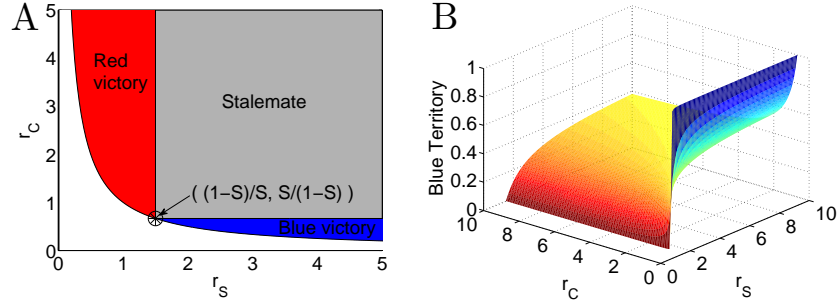 A
5
4
3
2
1
0
r_C
Red
victory
Stalemate
( (1−S)/S, S/(1−S) )
Blue victory
0 1 2 3 4 5
r_S
B
Blue Territory
1
0.8
0.6
0.4
0.2
0
10 8 6 4 2 0
r_C
0 2 4 6 8 10
r_S